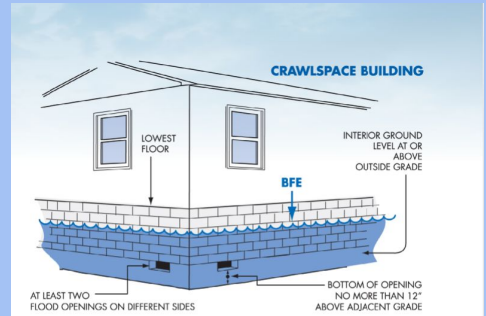 CRAWLSPACE BUILDING
LOWEST
FLOOR
INTERIOR GROUND
LEVEL AT OR
ABOVE
OUTSIDE GRADE
BFE
AT LEAST TWO
FLOOD OPENINGS ON DIFFERENT SIDES
BOTTOM OF OPENING
NO MORE THAN 12"
ABOVE ADJACENT GRADE